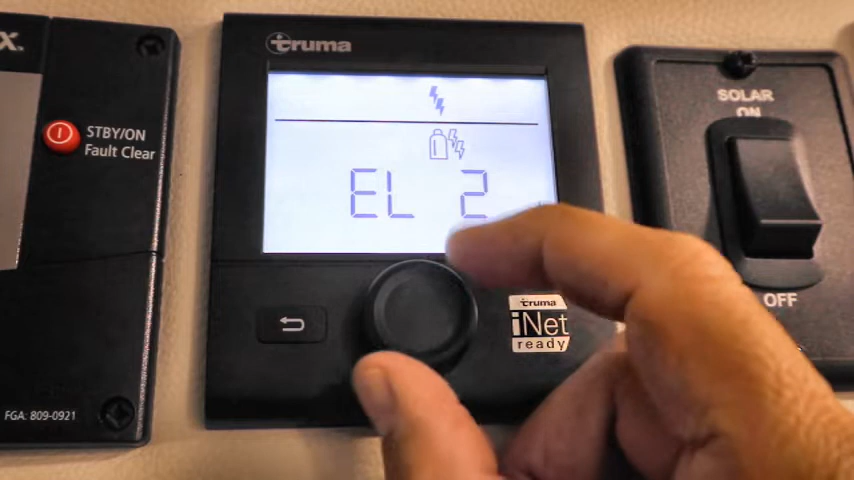 X
STBY/ON
Fault Clear
FGA: 809-0921
truma
EL 2
truma
iNet
ready
SOLAR
ON
OFF